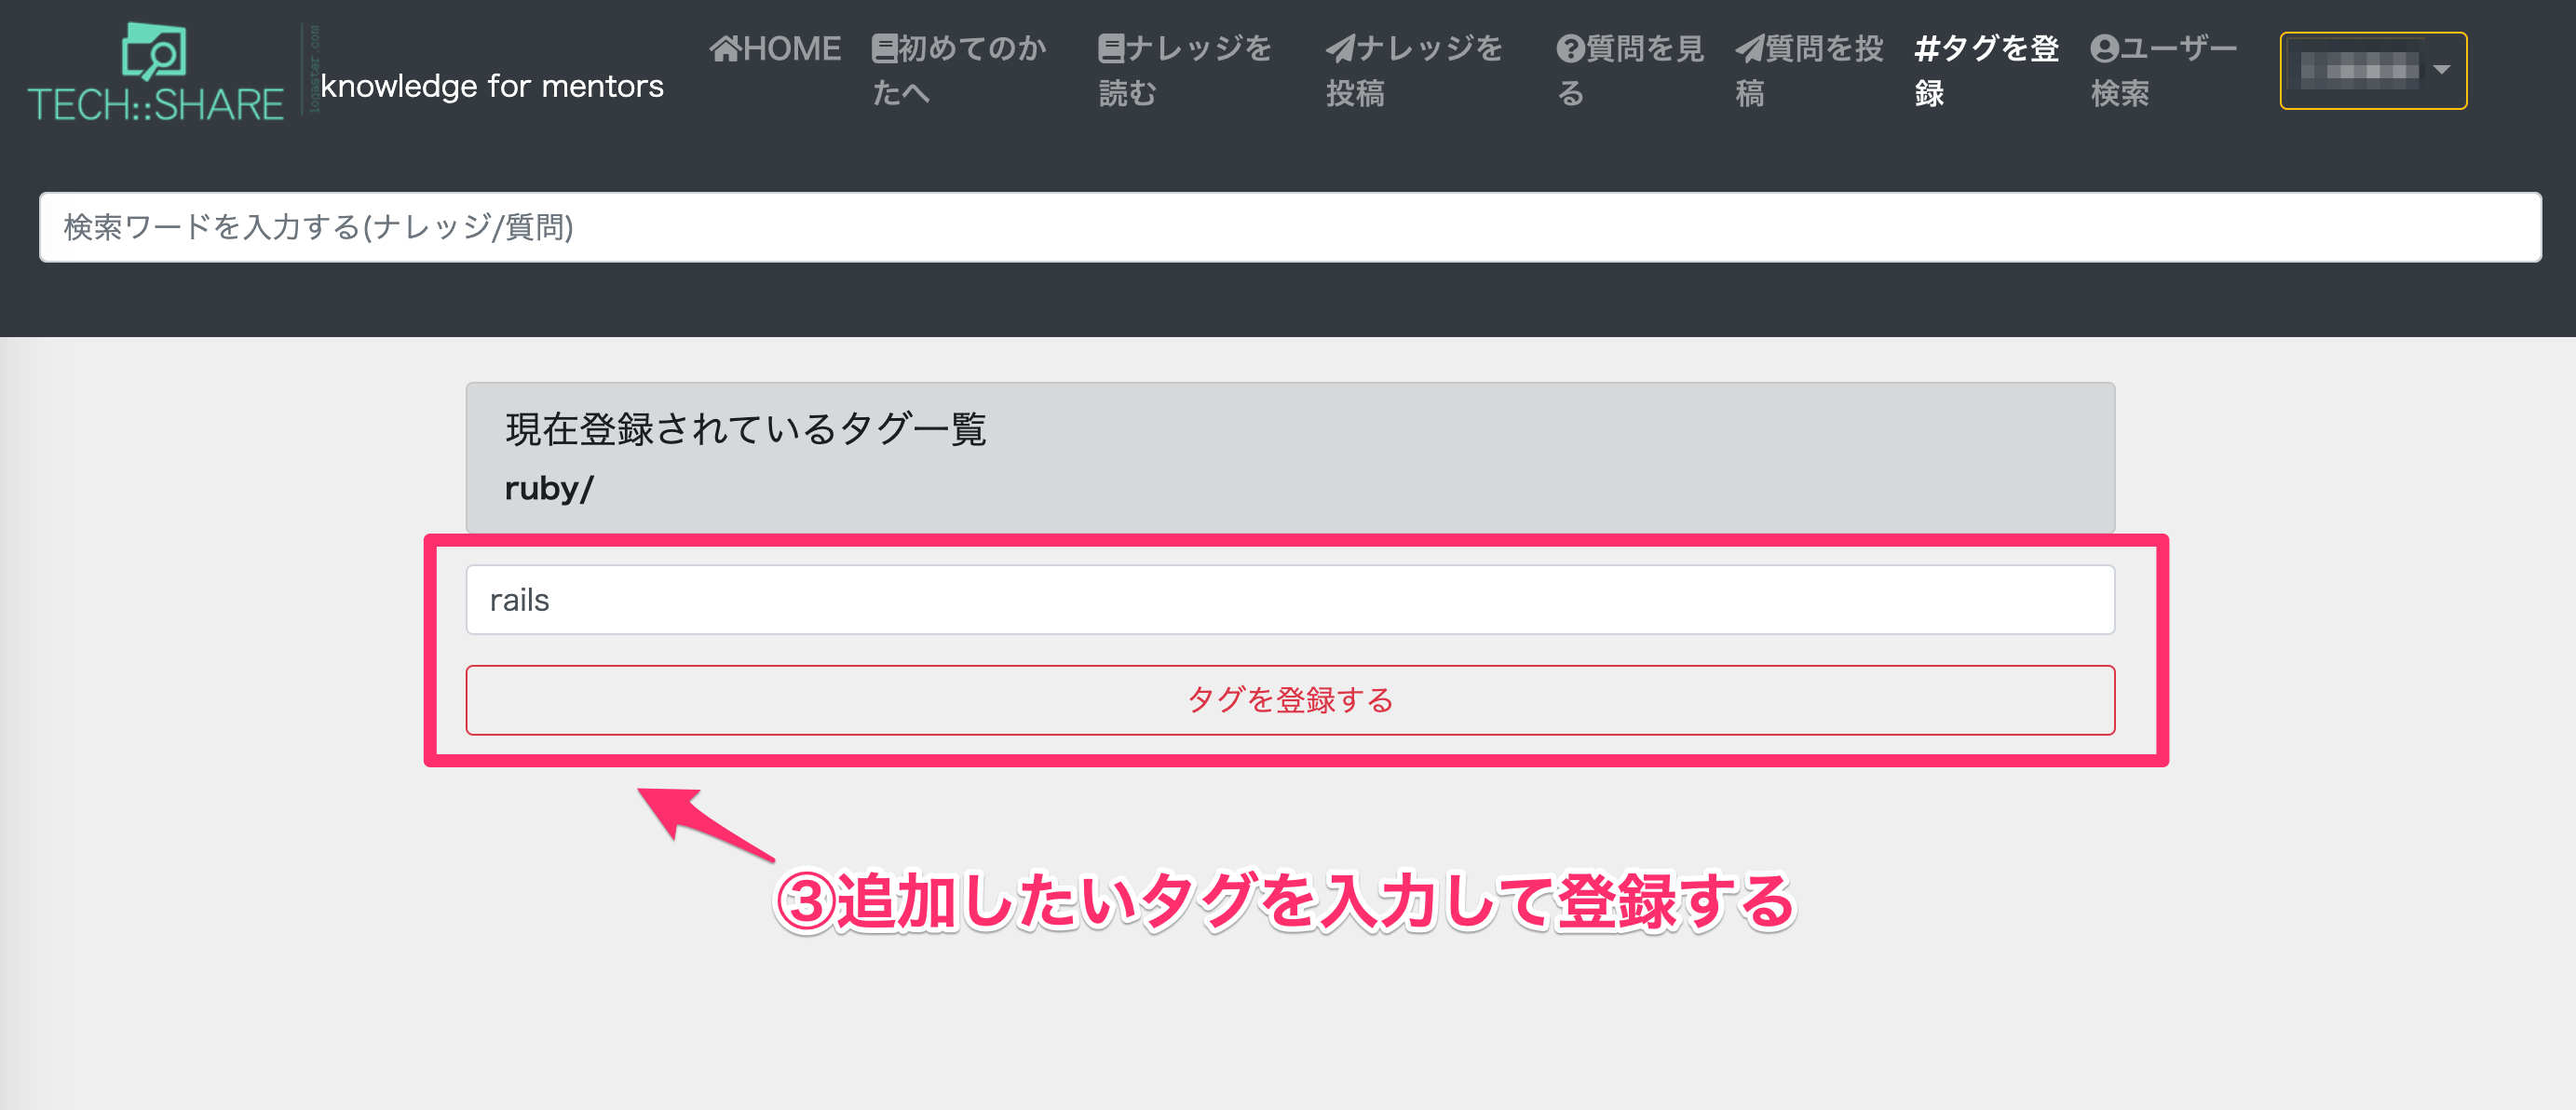 TECH::SHARE
logaster.com
knowledge for mentors
HOME
初めてのか
たへ
ナレッジを
読む
ナレッジを
投稿
質問を見
る
質問を投
稿
#タグを登
録
ユーザー
検索
検索ワードを入力する(ナレッジ/質問)
現在登録されているタグ一覧
ruby/
rails
タグを登録する
③追加したいタグを入力して登録する